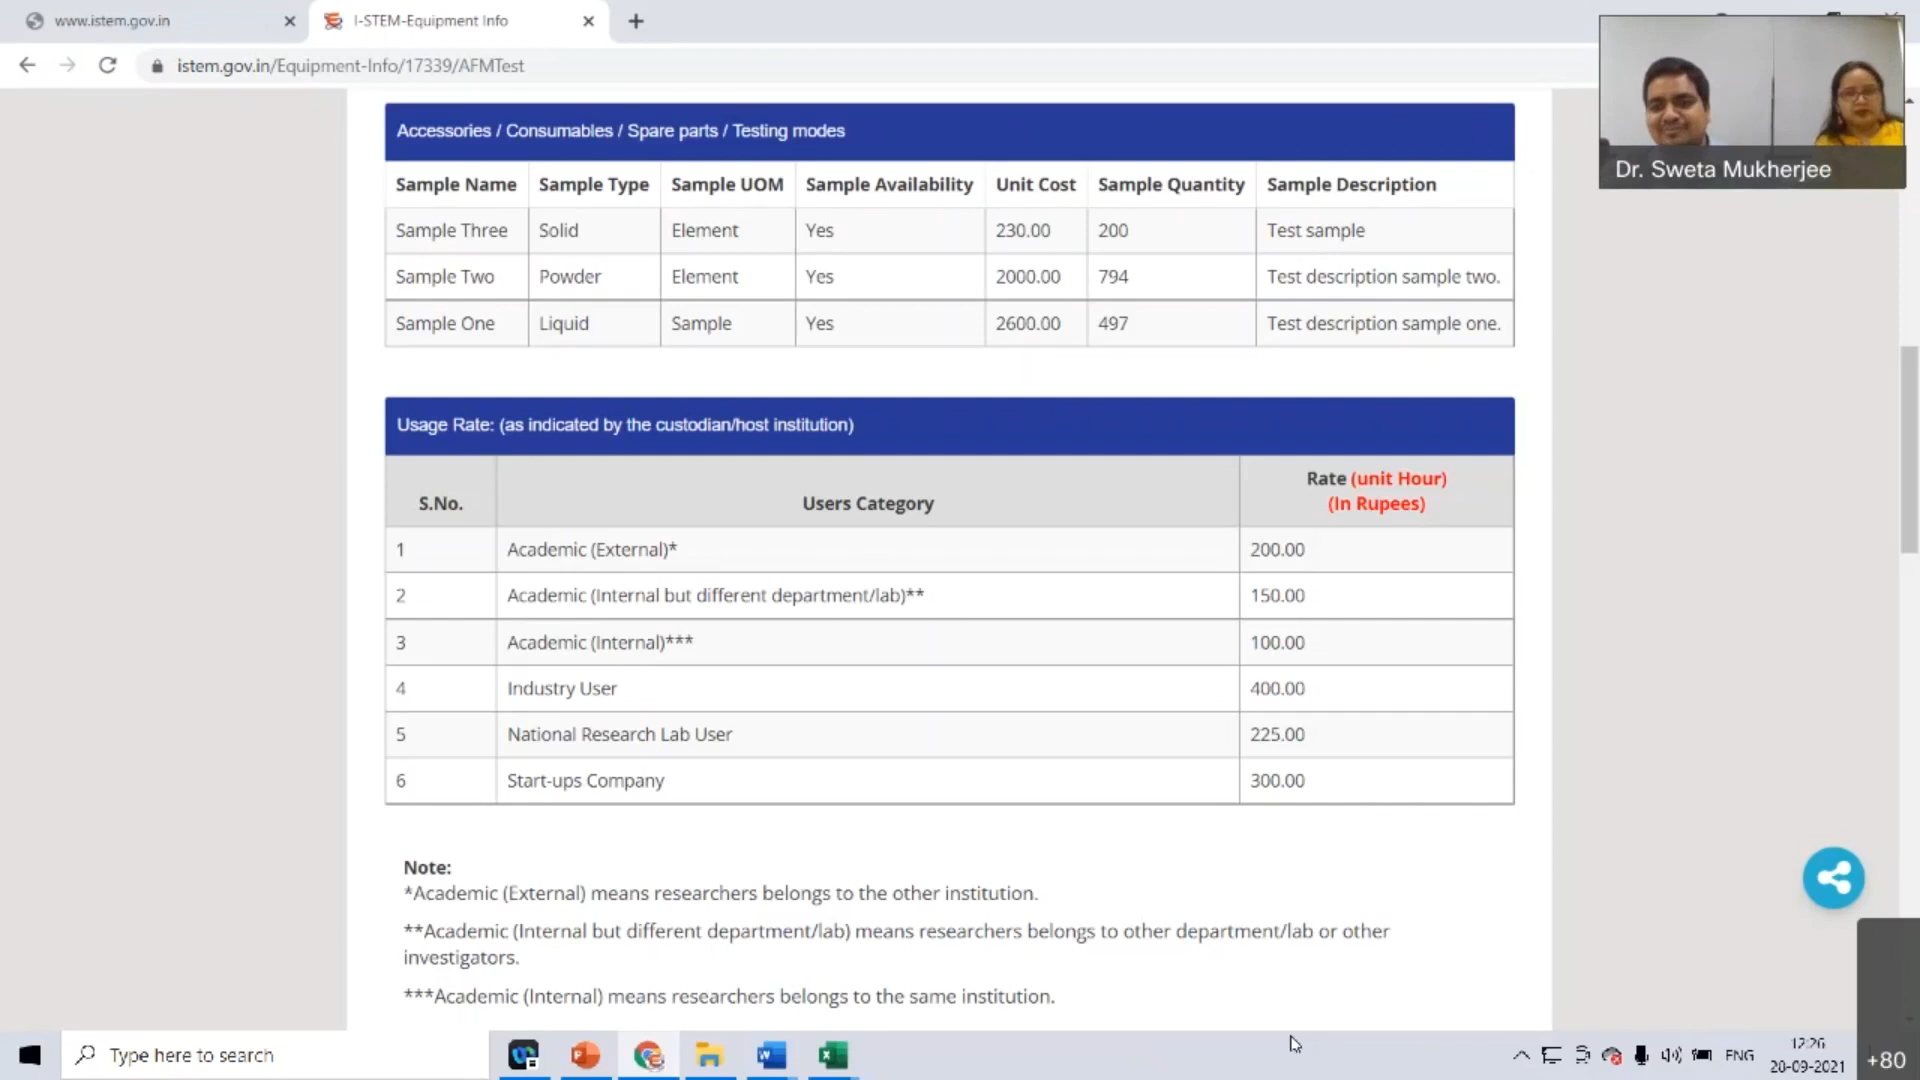 www.istem.gov.in
I-STEM-Equipment Info
istem.gov.in/Equipment-Info/17339/AFMTest
Dr. Sweta Mukherjee
Accessories / Consumables / Spare parts / Testing modes
Sample Name Sample Type Sample UOM Sample Availability Unit Cost Sample Quantity Sample Description
Sample Three Solid Element Yes 230.00 200 Test sample
Sample Two Powder Element Yes 2000.00 794 Test description sample two.
Sample One Liquid Sample Yes 2600.00 497 Test description sample one.
Usage Rate: (as indicated by the custodian/host institution)
S.No. Users Category Rate (unit Hour)
(In Rupees)
1 Academic (External)* 200.00
2 Academic (Internal but different department/lab)** 150.00
3 Academic (Internal)*** 100.00
4 Industry User 400.00
5 National Research Lab User 225.00
6 Start-ups Company 300.00
Note:
*Academic (External) means researchers belongs to the other institution.
**Academic (Internal but different department/lab) means researchers belongs to other department/lab or other
investigators.
***Academic (Internal) means researchers belongs to the same institution.
Type here to search
ENG
12:26
28-09-2021
+80